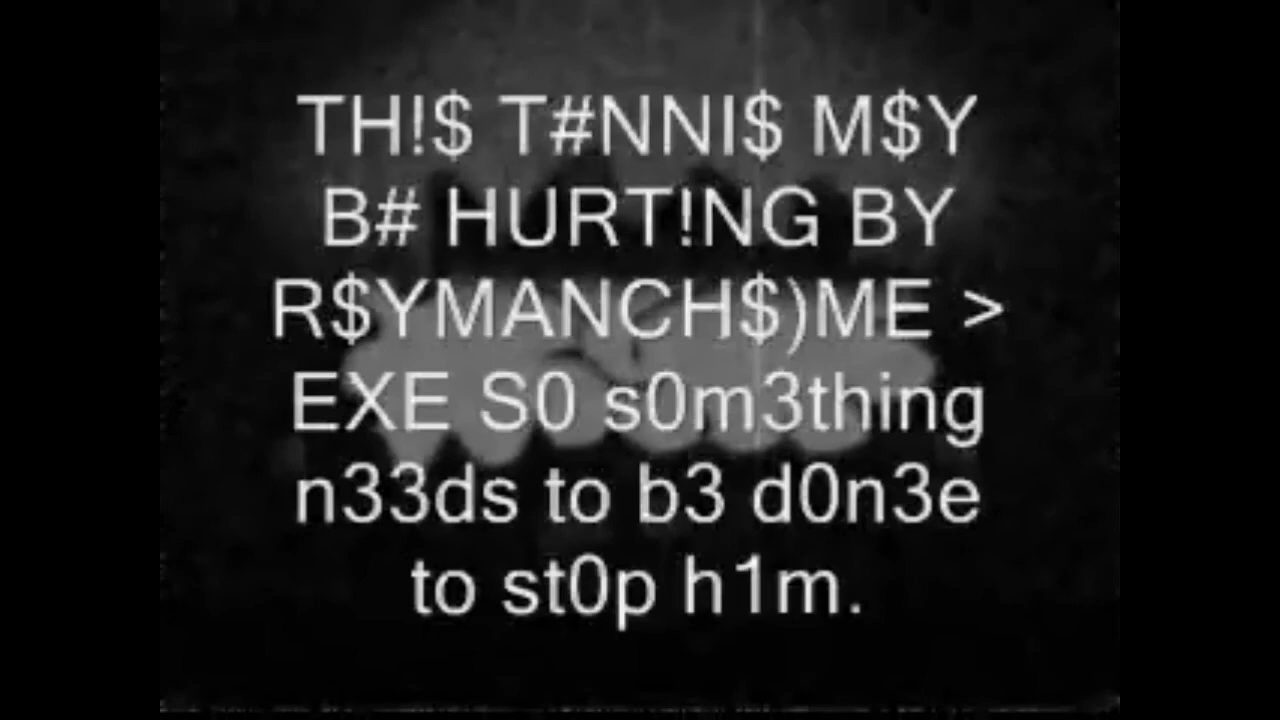 TH!$ T#NNI$ M$Y
B# HURT!NG BY
R$YMANCH$)ME >
EXE S0 s0m3thing
n33ds to b3 d0n3e
to st0p h1m.